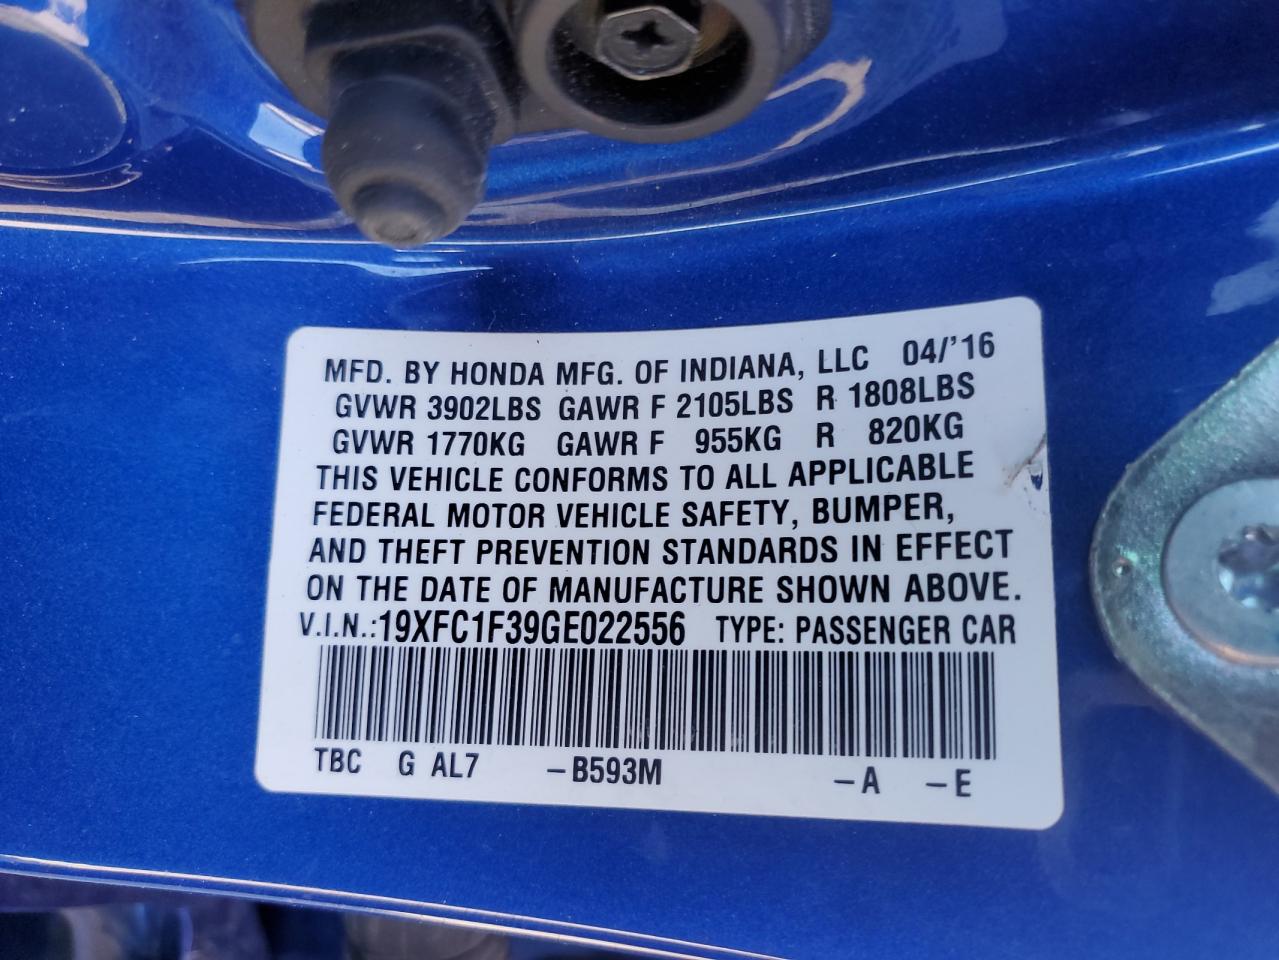 MFD. BY HONDA MFG. OF INDIANA, LLC 04/'16
GVWR 3902LBS GAWR F 2105LBS R 1808LBS
GVWR 1770KG GAWR F 955KG R 820KG
THIS VEHICLE CONFORMS TO ALL APPLICABLE
FEDERAL MOTOR VEHICLE SAFETY, BUMPER,
AND THEFT PREVENTION STANDARDS IN EFFECT
ON THE DATE OF MANUFACTURE SHOWN ABOVE.
V.I.N.:19XFC1F39GE022556 TYPE: PASSENGER CAR
TBC G AL7 -B593M -A -E